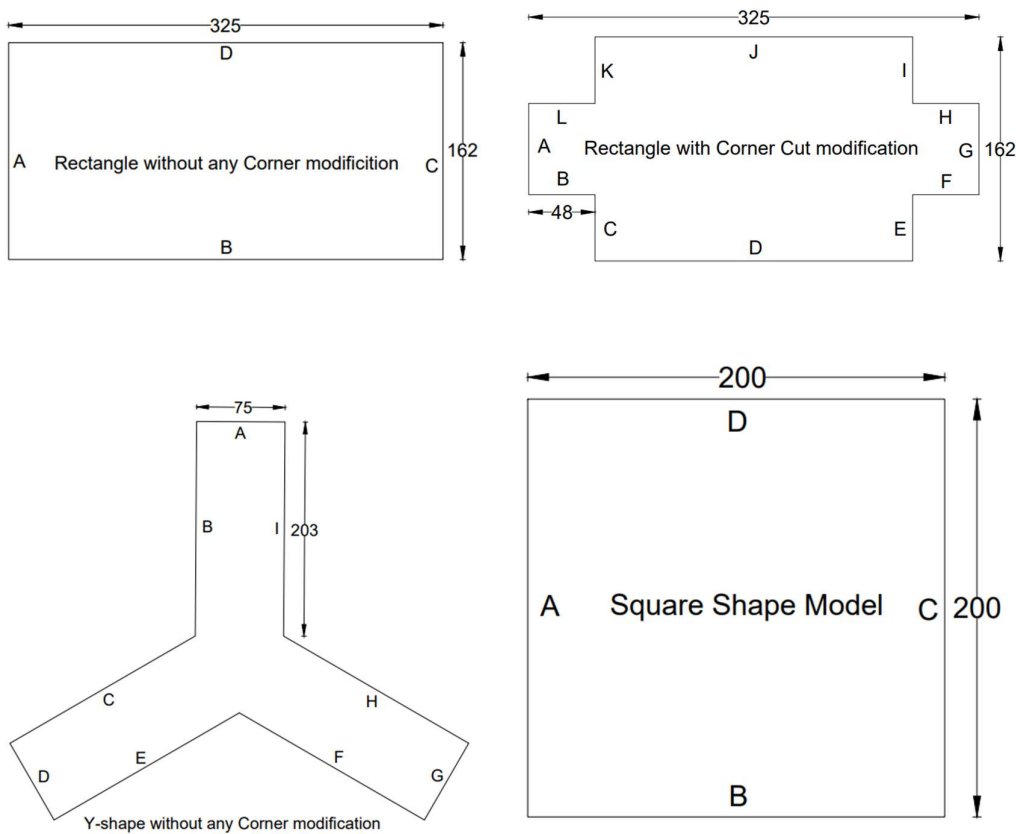 325
D
A
Rectangle without any Corner modificition
C
162
B
325
J
K
I
L
H
A
Rectangle with Corner Cut modification
G
162
B
F
48
C
E
D
75
A
B
I
203
C
H
E
F
D
G
Y-shape without any Corner modification
200
D
A
Square Shape Model
C
200
B